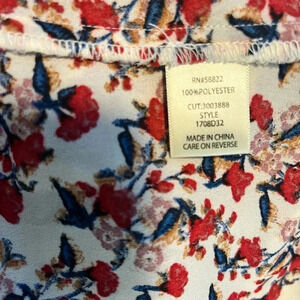 RN#58822
100%POLYESTER
CUT:3003888
STYLE
1708D32
MADE IN CHINA
CARE ON REVERSE